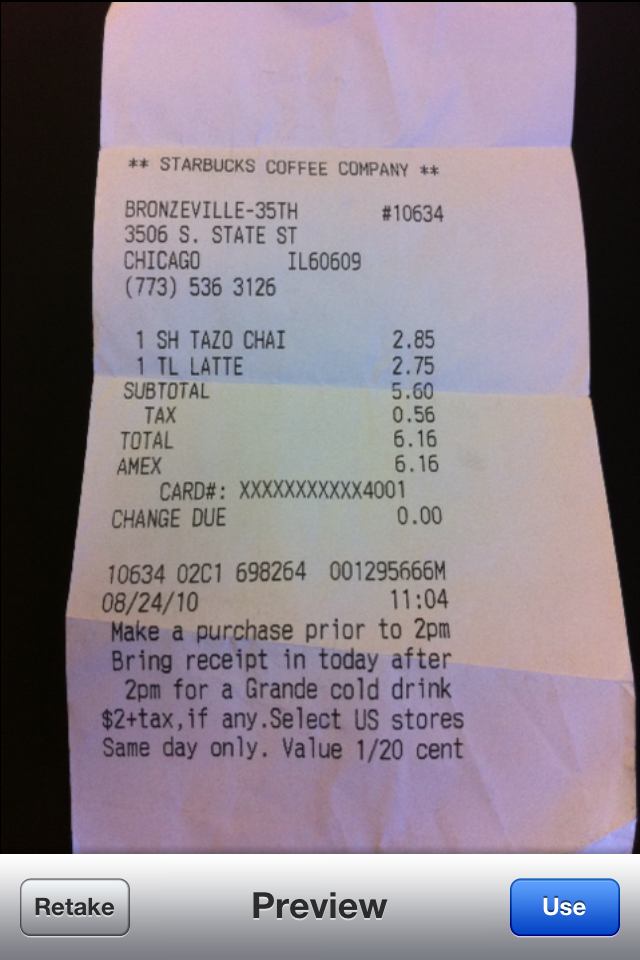 ** STARBUCKS COFFEE COMPANY **
BRONZEVILLE-35TH #10634
3506 S. STATE ST
CHICAGO IL60609
(773) 536 3126
1 SH TAZO CHAI 2.85
1 TL LATTE 2.75
SUBTOTAL 5.60
TAX 0.56
TOTAL 6.16
AMEX 6.16
CARD#: XXXXXXXXXXX4001
CHANGE DUE 0.00
10634 02C1 698264 001295666M
08/24/10 11:04
Make a purchase prior to 2pm
Bring receipt in today after
2pm for a Grande cold drink
$2+tax,if any.Select US stores
Same day only. Value 1/20 cent
Retake Preview Use